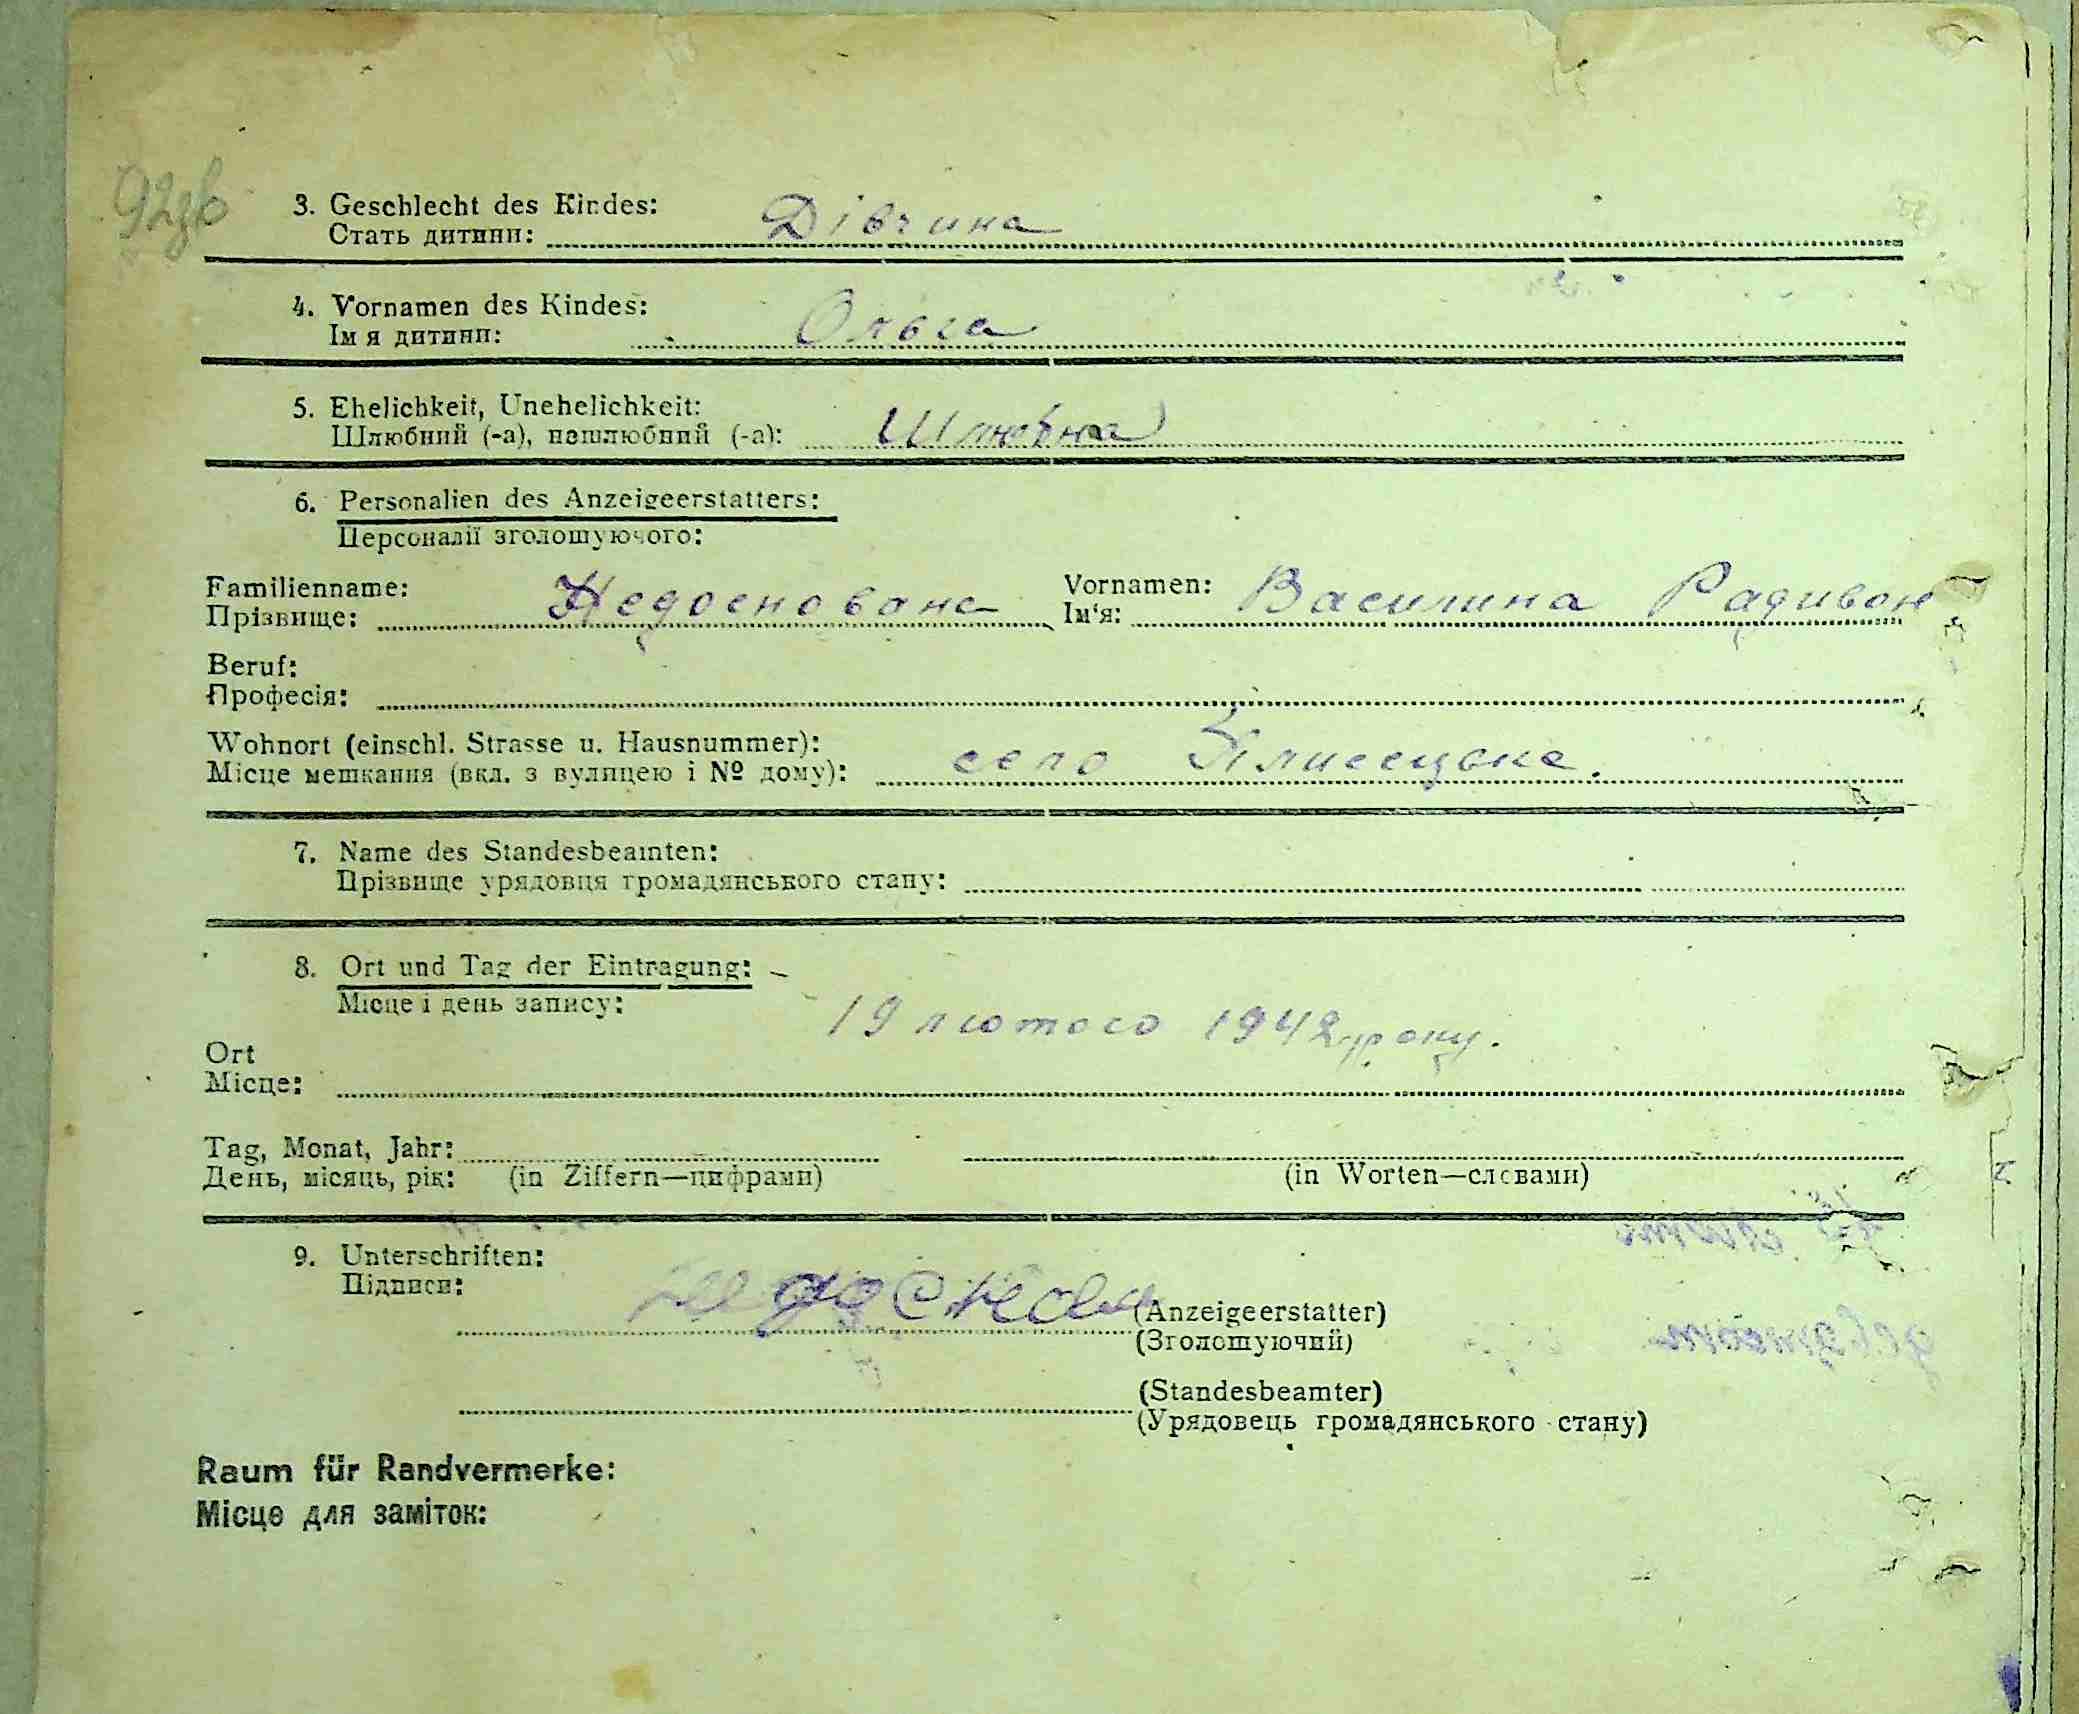 92зв
3. Geschlecht des Kindes:
Стать дитини: Дівчина
4. Vornamen des Kindes:
Ім я дитини: Ольга
5. Ehelichkeit, Unehelichkeit:
Шлюбний (-а), нешлюбний (-а): Шлюбна
6. Personalien des Anzeigeerstatters:
Персоналії зголошуючого:
Familienname: Vornamen:
Прізвище: Недоснована Ім'я: Василина Радивон
Beruf:
Професія:
Wohnort (einschl. Strasse u. Hausnummer):
Місце мешкання (вкл. з вулицею і № дому): село
7. Name des Standesbeamten:
Прізвище урядовця громадянського стану:
8. Ort und Tag der Eintragung:
Місце і день запису:
19 лютого 1942 року.
Ort
Місце:
Tag, Monat, Jahr:
День, місяць, рік: (in Ziffern—цифрами) (in Worten—словами)
9. Unterschriften:
Підписи:
(Anzeigeerstatter)
(Зголошуючий)
(Standesbeamter)
(Урядовець громадянського стану)
Raum für Randvermerke:
Місце для заміток: